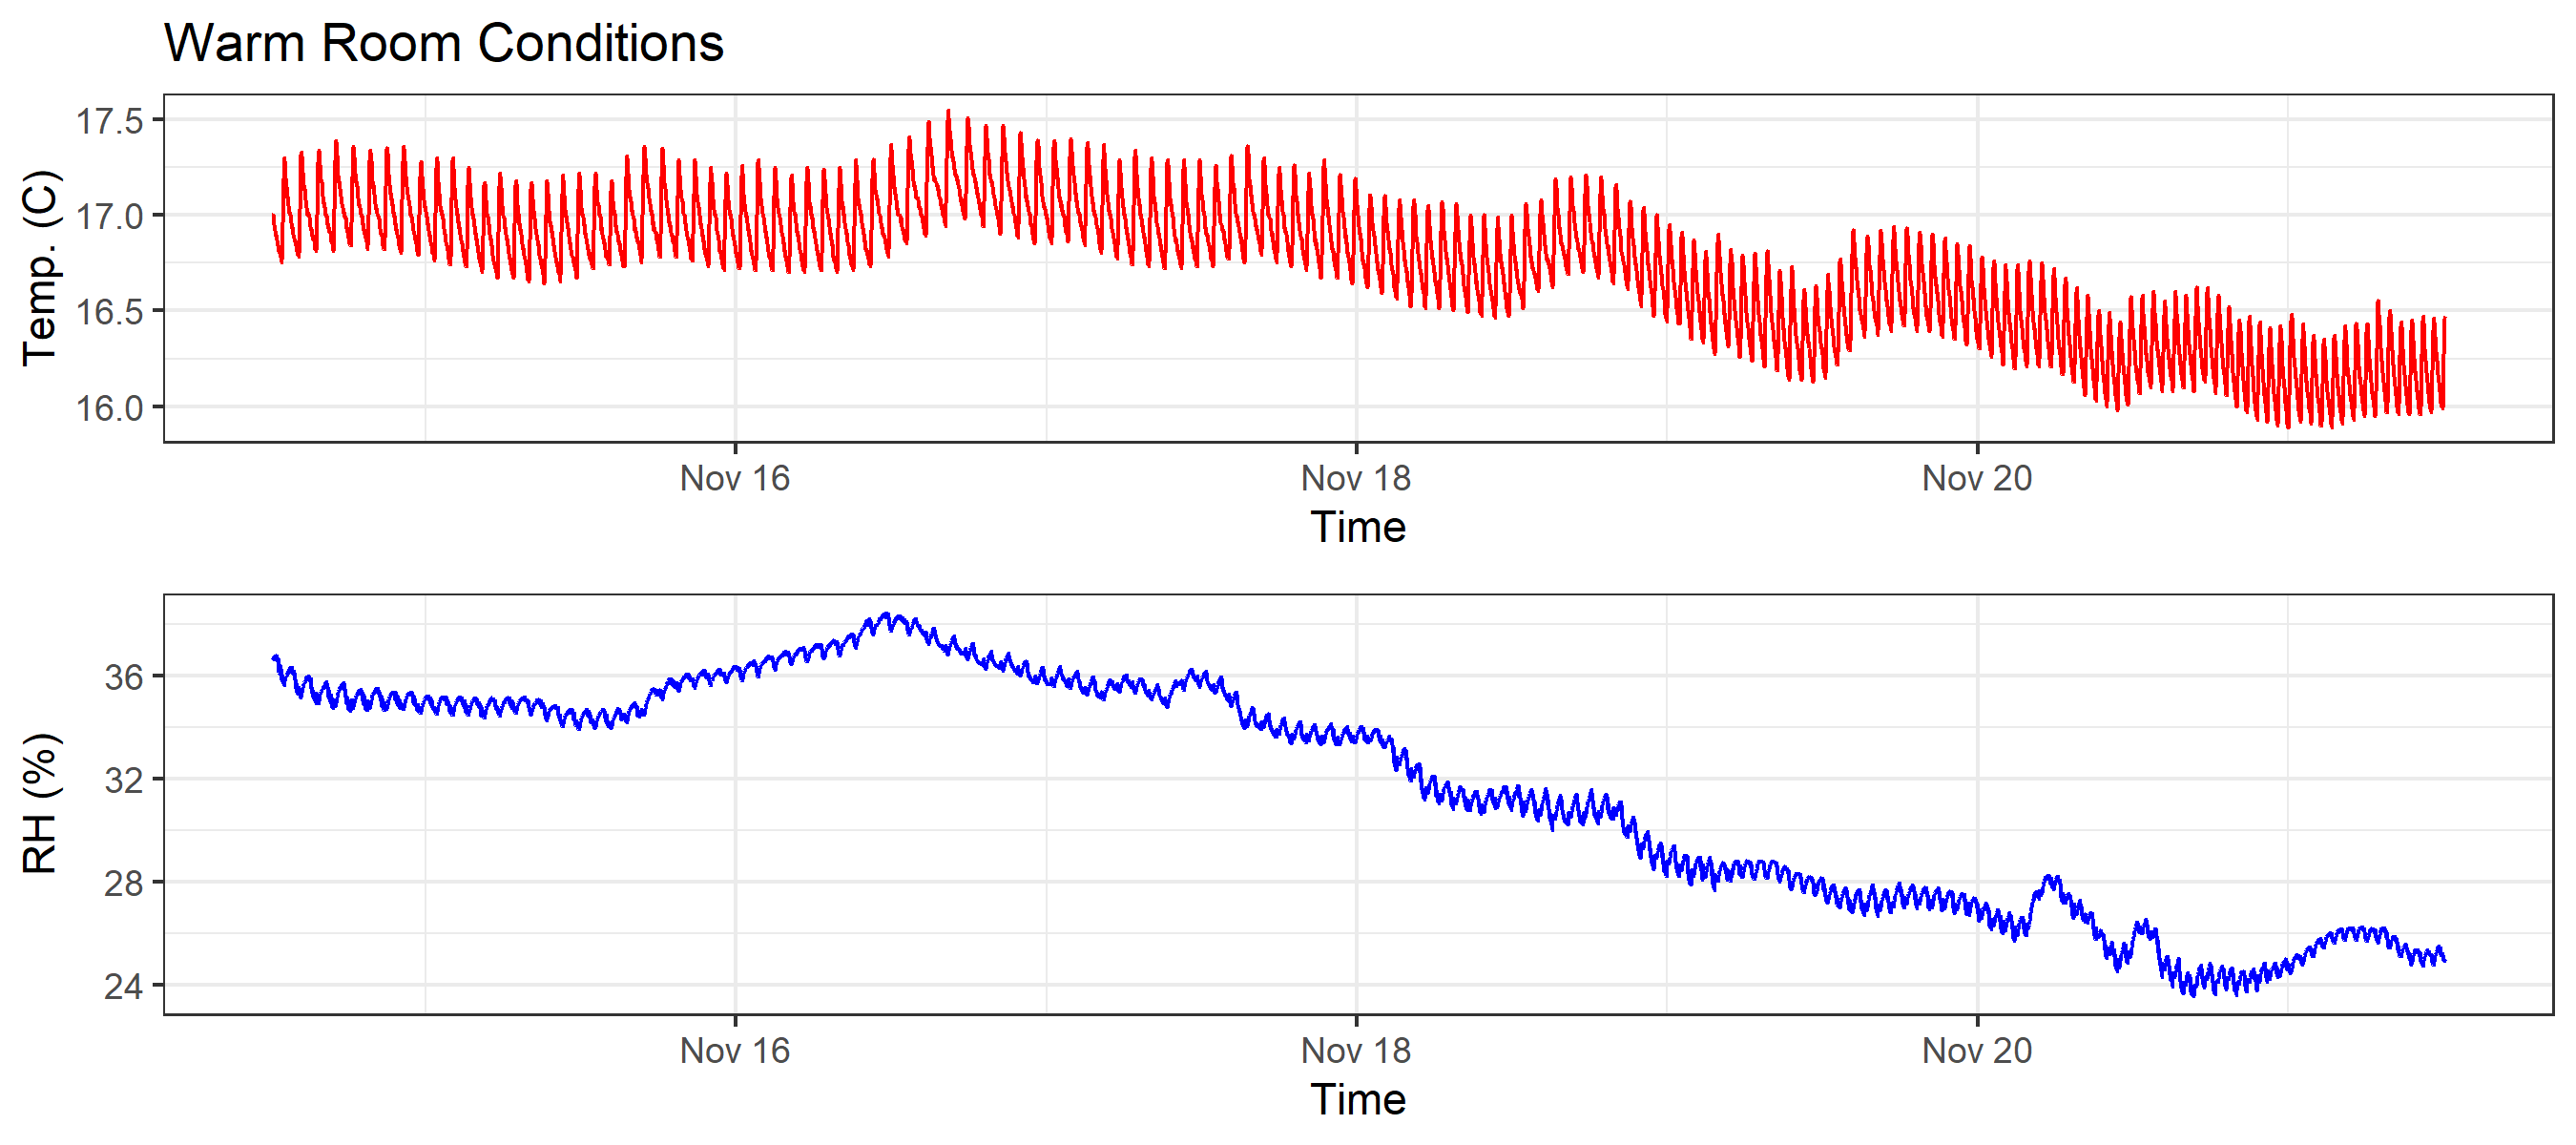 Warm Room Conditions
Temp. (C)
17.5
17.0
16.5
16.0
Nov 16 Nov 18 Nov 20
Time
RH (%)
36
32
28
24
Nov 16 Nov 18 Nov 20
Time